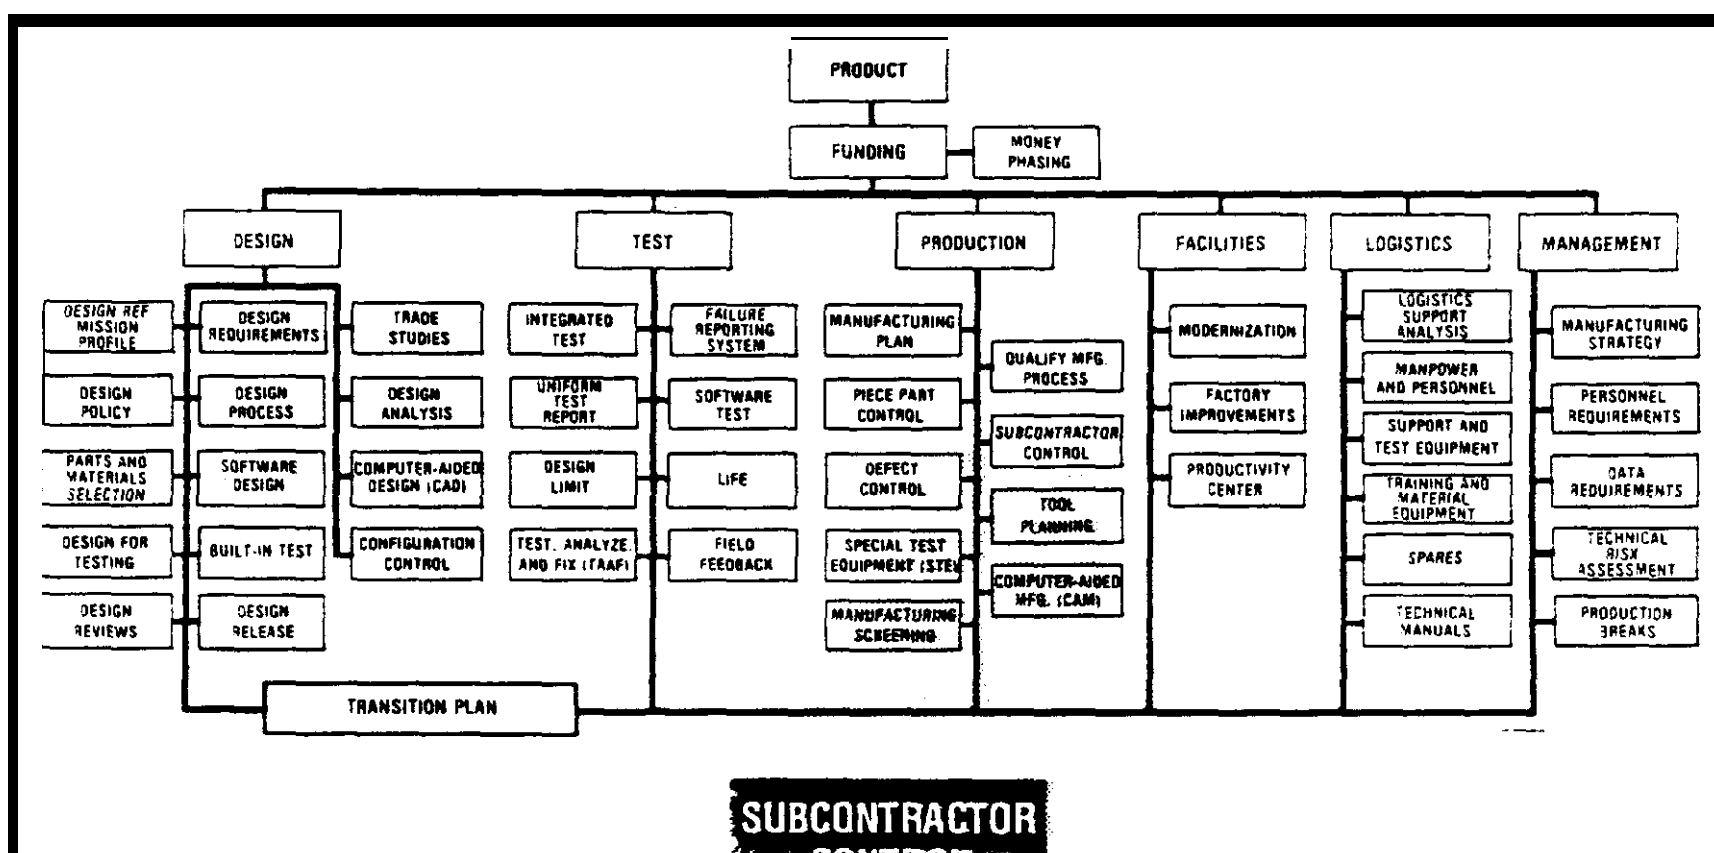 PRODUCT
FUNDING
MONEY
PHASING
DESIGN
TEST
PRODUCTION
FACILITIES
LOGISTICS
MANAGEMENT
DESIGN REF
MISSION
PROFILE
DESIGN
POLICY
PARTS AND
MATERIALS
SELECTION
DESIGN FOR
TESTING
DESIGN
REVIEWS
DESIGN
REQUIREMENTS
DESIGN
PROCESS
SOFTWARE
DESIGN
BUILT-IN TEST
DESIGN
RELEASE
TRADE
STUDIES
DESIGN
ANALYSIS
COMPUTER-AIDED
DESIGN (CAD)
CONFIGURATION
CONTROL
INTEGRATED
TEST
UNIFORM
TEST
REPORT
DESIGN
LIMIT
TEST. ANALYZE.
AND FIX (TAAF)
FAILURE
REPORTING
SYSTEM
SOFTWARE
TEST
LIFE
FIELD
FEEDBACK
MANUFACTURING
PLAN
PIECE PART
CONTROL
DEFECT
CONTROL
SPECIAL TEST
EQUIPMENT (STE)
MANUFACTURING
SCREENING
QUALIFY MFG.
PROCESS
SUBCONTRACTOR
CONTROL
TOOL
PLANNING
COMPUTER-AIDED
MFG. (CAM)
MODERNIZATION
FACTORY
IMPROVEMENTS
PRODUCTIVITY
CENTER
LOGISTICS
SUPPORT
ANALYSIS
MANPOWER
AND PERSONNEL
SUPPORT AND
TEST EQUIPMENT
TRAINING AND
MATERIAL
EQUIPMENT
SPARES
TECHNICAL
MANUALS
MANUFACTURING
STRATEGY
PERSONNEL
REQUIREMENTS
DATA
REQUIREMENTS
TECHNICAL
RISK
ASSESSMENT
PRODUCTION
BREAKS
TRANSITION PLAN
SUBCONTRACTOR